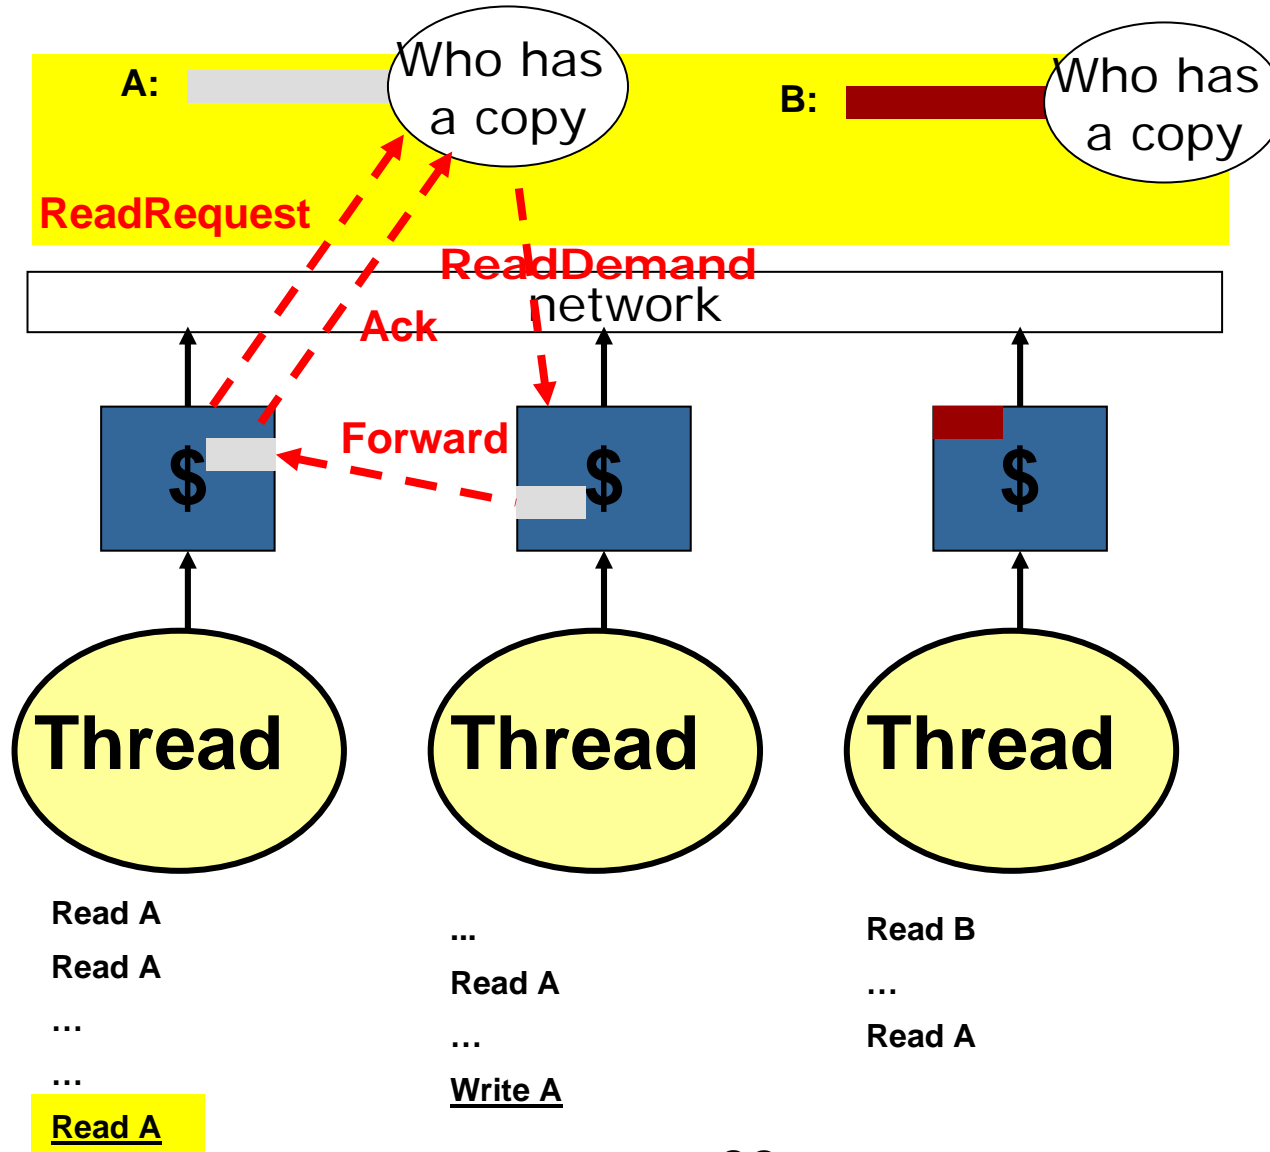 A:
Who has
a copy
B:
Who has
a copy
ReadRequest
ReadDemand
network
Ack
Forward
$
$
$
Thread
Thread
Thread
Read A
Read A
…
…
Read A
...
Read A
…
Write A
Read B
…
Read A